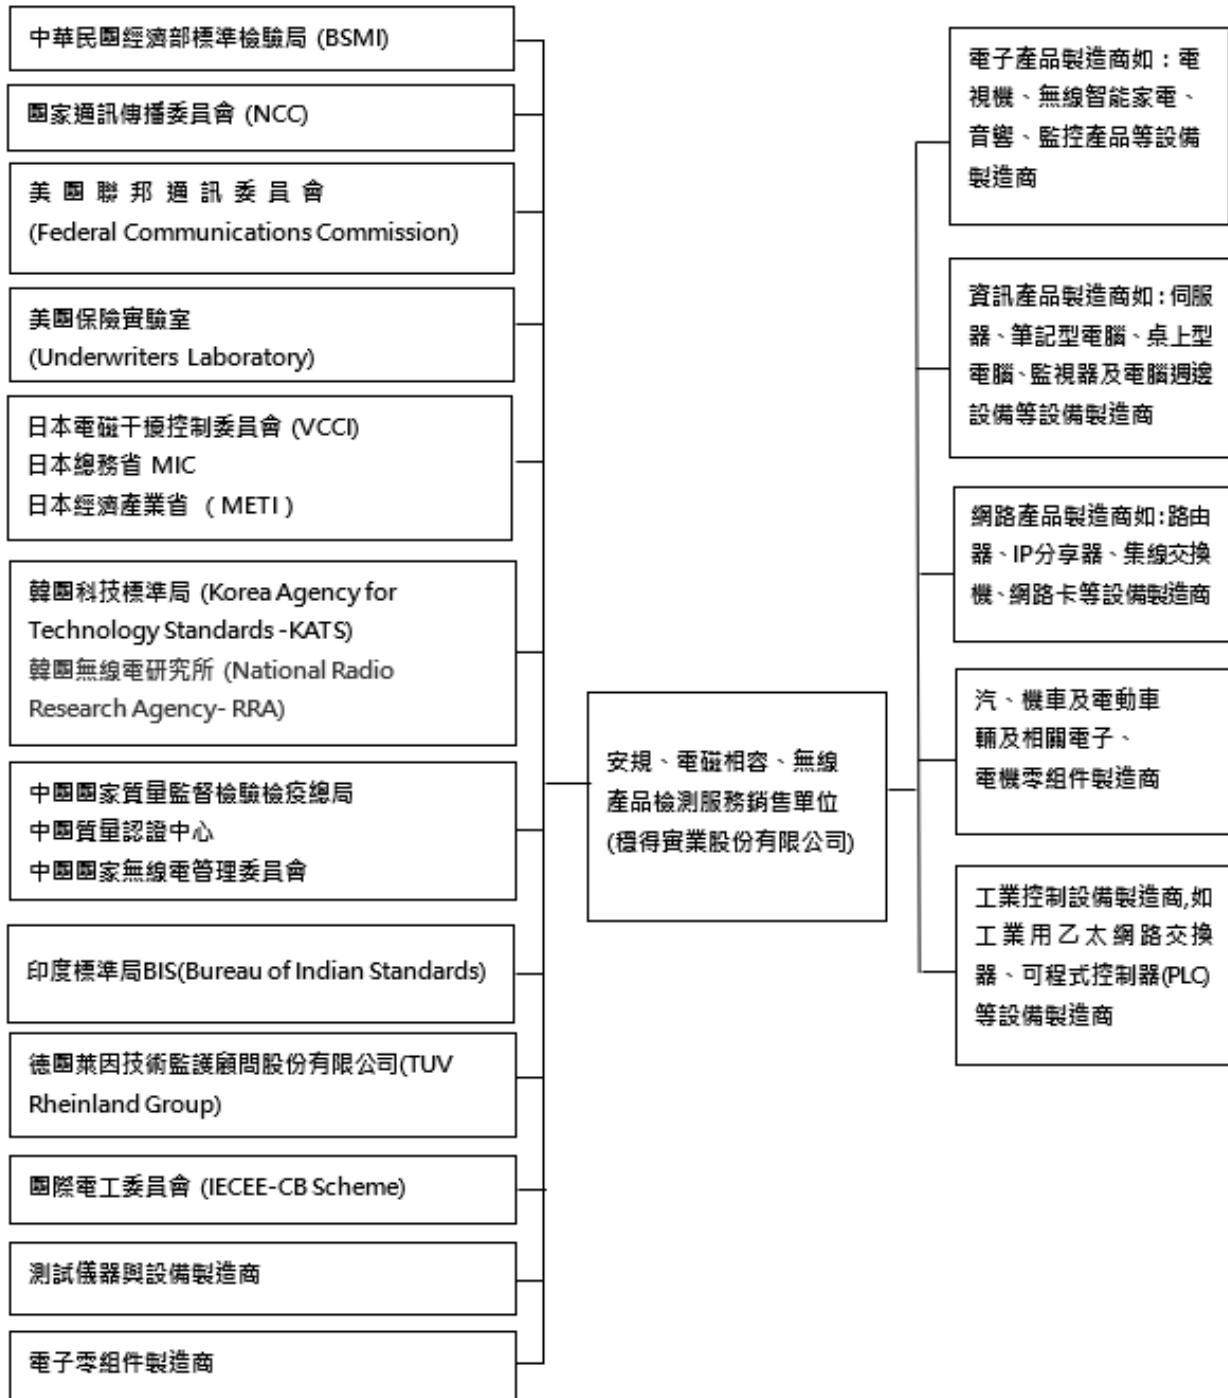 中華民國經濟部標準檢驗局 (BSMI)
國家通訊傳播委員會 (NCC)
美國聯邦通訊委員會
(Federal Communications Commission)
美國保險實驗室
(Underwriters Laboratory)
日本電磁干擾控制委員會 (VCCI)
日本總務省 MIC
日本經濟產業省 （METI）
韓國科技標準局 (Korea Agency for
Technology Standards -KATS)
韓國無線電研究所 (National Radio
Research Agency- RRA)
中國國家質量監督檢驗檢疫總局
中國質量認證中心
中國國家無線電管理委員會
印度標準局BIS(Bureau of Indian Standards)
德國萊因技術監護顧問股份有限公司(TUV
Rheinland Group)
國際電工委員會 (IECEE-CB Scheme)
測試儀器與設備製造商
電子零組件製造商
安規、電磁相容、無線
產品檢測服務銷售單位
(穩得實業股份有限公司)
電子產品製造商如：電
視機、無線智能家電、
音響、監控產品等設備
製造商
資訊產品製造商如:伺服
器、筆記型電腦、桌上型
電腦、監視器及電腦週邊
設備等設備製造商
網路產品製造商如:路由
器、IP分享器、集線交換
機、網路卡等設備製造商
汽、機車及電動車
輛及相關電子、
電機零組件製造商
工業控制設備製造商,如
工業用乙太網路交換
器、可程式控制器(PLC)
等設備製造商